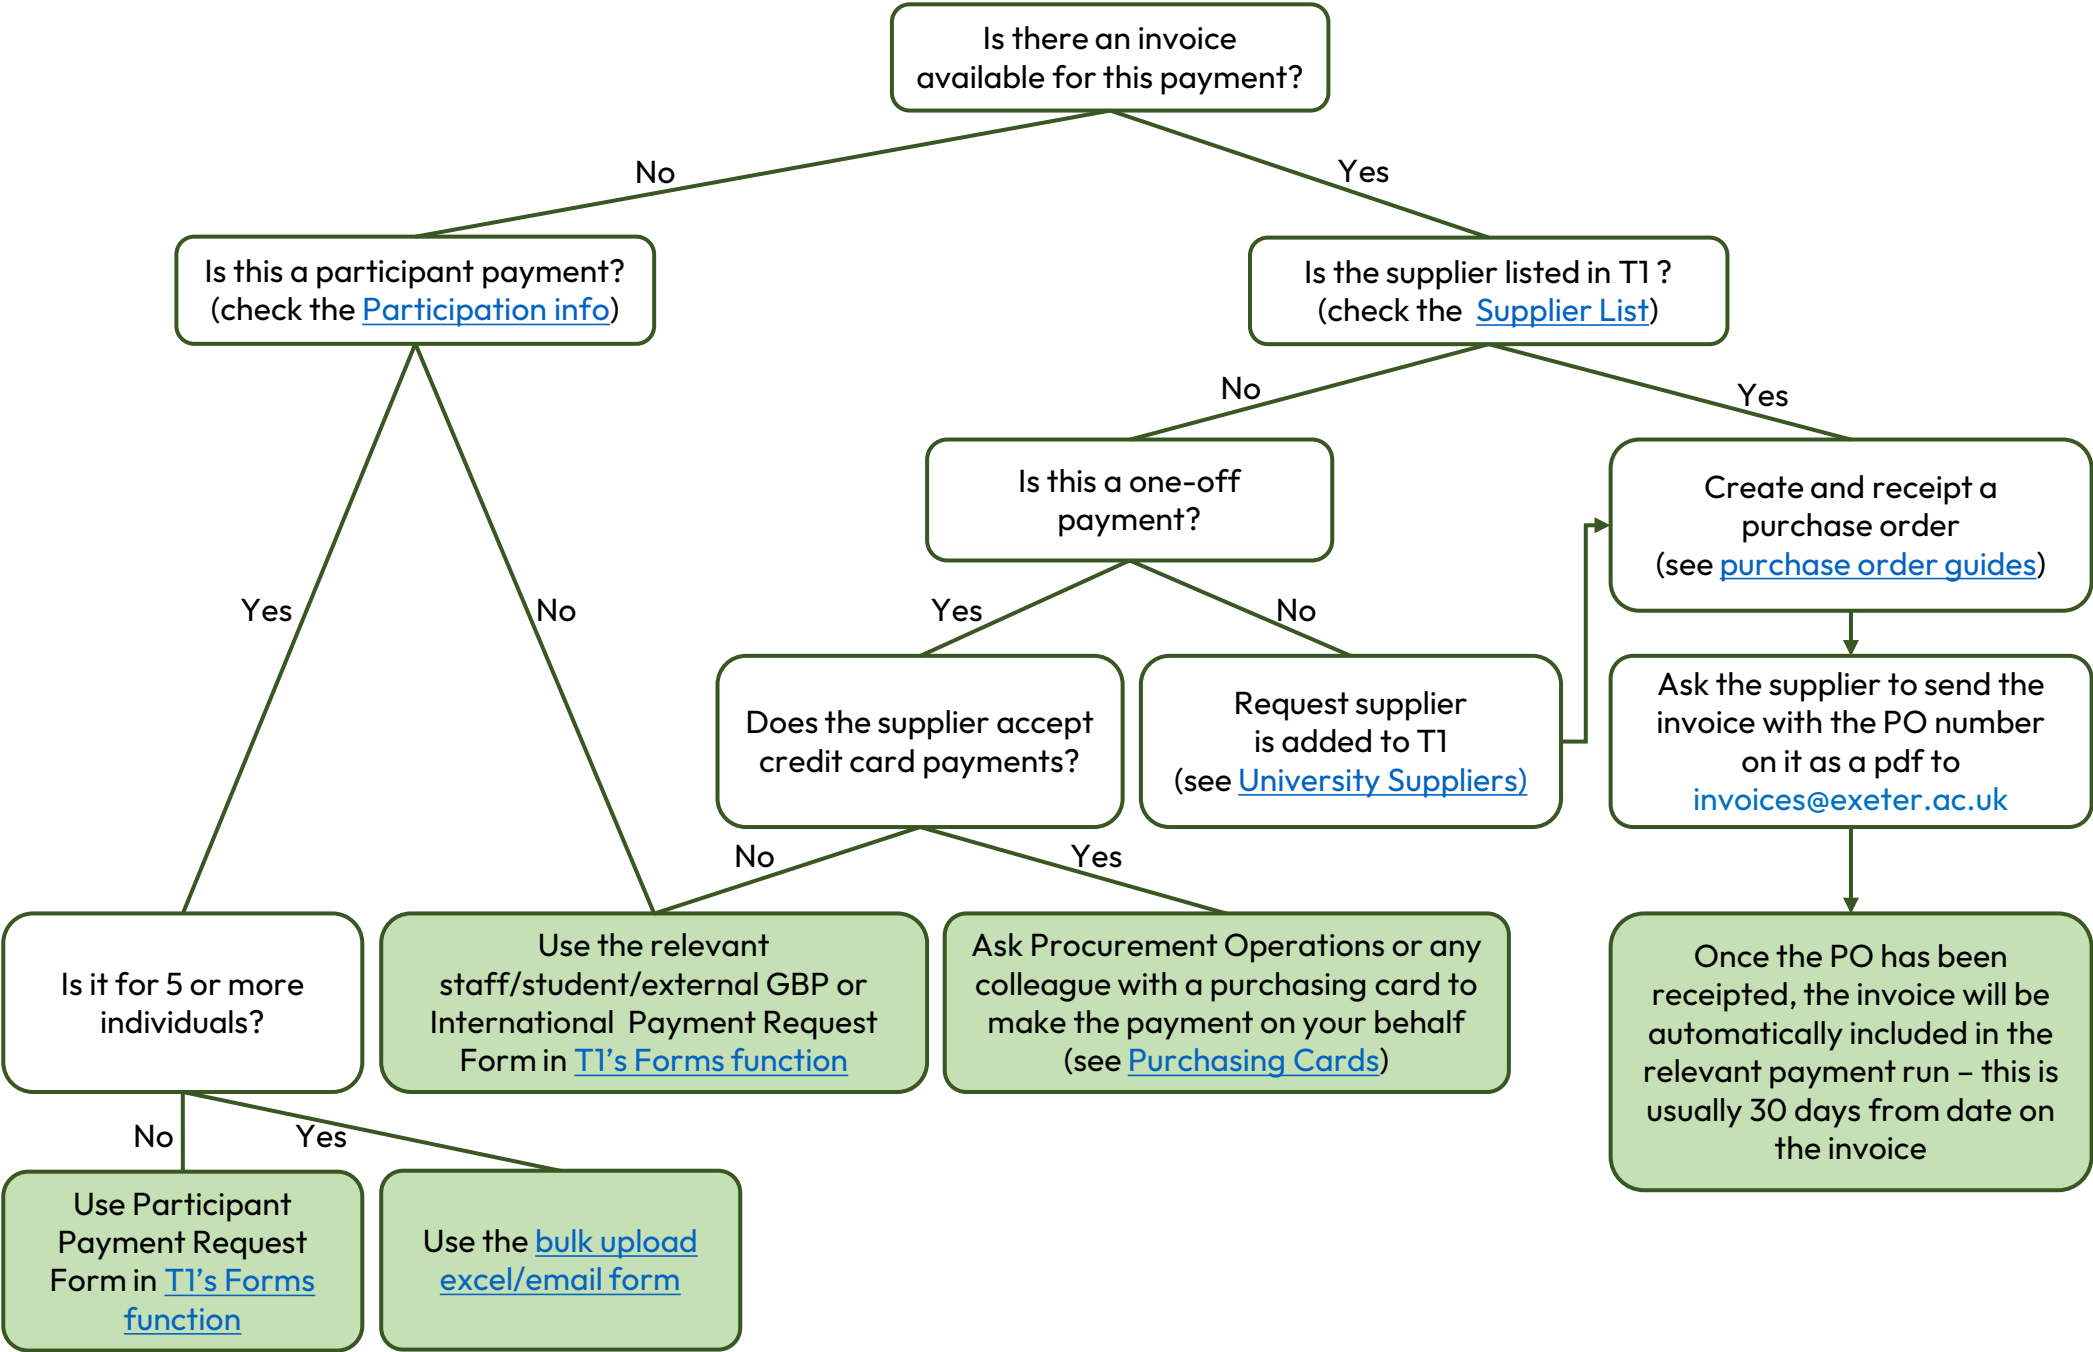 Is there an invoice
available for this payment?
No
Yes
Is this a participant payment?
(check the Participation info)
Is the supplier listed in T1 ?
(check the  Supplier List)
No
Yes
Is this a one-off
payment?
Create and receipt a
purchase order
(see purchase order guides)
Yes
No
Yes
No
Does the supplier accept
credit card payments?
Request supplier
is added to T1
(see University Suppliers)
Ask the supplier to send the
invoice with the PO number
on it as a pdf to
invoices@exeter.ac.uk
No
Yes
Is it for 5 or more
individuals?
Use the relevant
staff/student/external GBP or
International  Payment Request
Form in T1's Forms function
Ask Procurement Operations or any
colleague with a purchasing card to
make the payment on your behalf
(see Purchasing Cards)
Once the PO has been
receipted, the invoice will be
automatically included in the
relevant payment run – this is
usually 30 days from date on
the invoice
No
Yes
Use Participant
Payment Request
Form in T1's Forms
function
Use the bulk upload
excel/email form